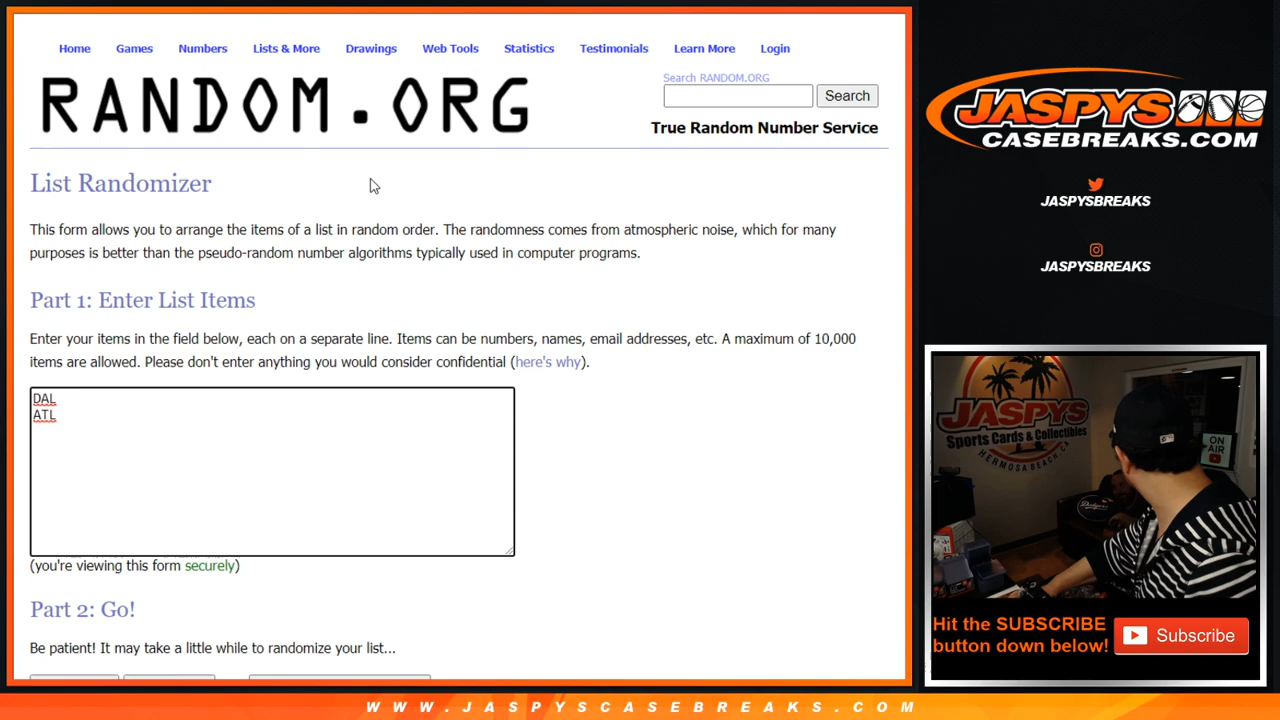 Home Games Numbers Lists & More Drawings Web Tools Statistics Testimonials Learn More Login
RANDOM.ORG
Search RANDOM.ORG
Search
True Random Number Service
List Randomizer
This form allows you to arrange the items of a list in random order. The randomness comes from atmospheric noise, which for many
purposes is better than the pseudo-random number algorithms typically used in computer programs.
Part 1: Enter List Items
Enter your items in the field below, each on a separate line. Items can be numbers, names, email addresses, etc. A maximum of 10,000
items are allowed. Please don't enter anything you would consider confidential (here's why).
DAL
ATL
(you're viewing this form securely)
Part 2: Go!
Be patient! It may take a little while to randomize your list...
JASPYS
CASEBREAKS.COM
JASPYSBREAKS
JASPYSBREAKS
JASPYS
Sports Cards & Collectibles
HERMOSA BEACH, CA
ON
AIR
Dodgers
Hit the SUBSCRIBE
button down below!
Subscribe
WWW.JASPYSCASEBREAKS.COM